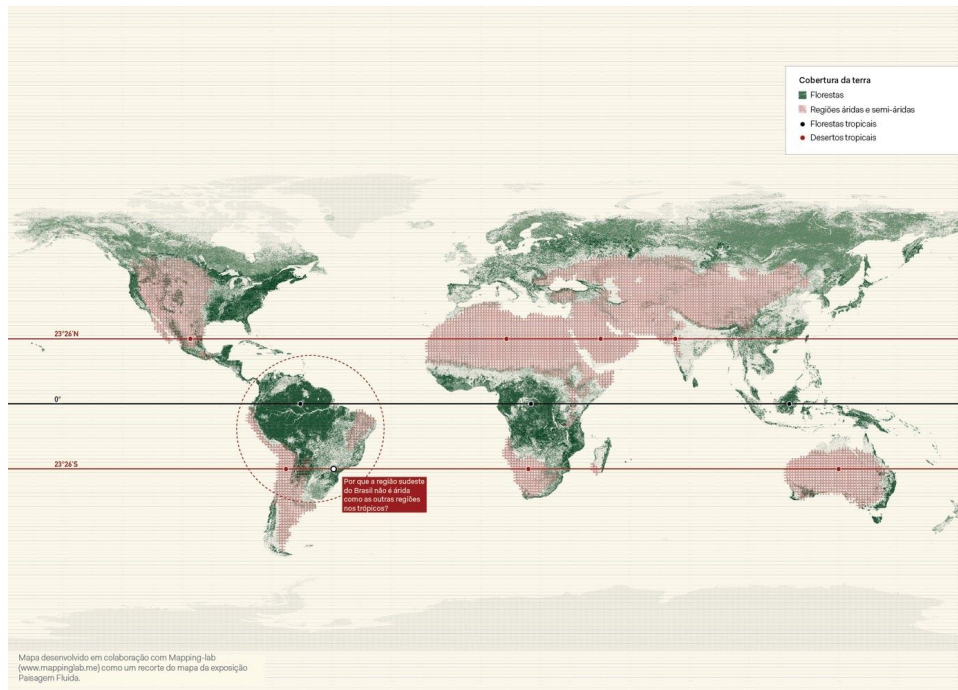 Cobertura da terra
Florestas
Regiões áridas e semi-áridas
Florestas tropicais
Desertos tropicais
23°26'N
0°
23°26'S
Por que a região sudeste
do Brasil não é árida
como as outras regiões
nos trópicos?
Mapa desenvolvido em colaboração com Mapping-lab
(www.mappinglab.me) como um recorte do mapa da exposição
Paisagem Fluida.